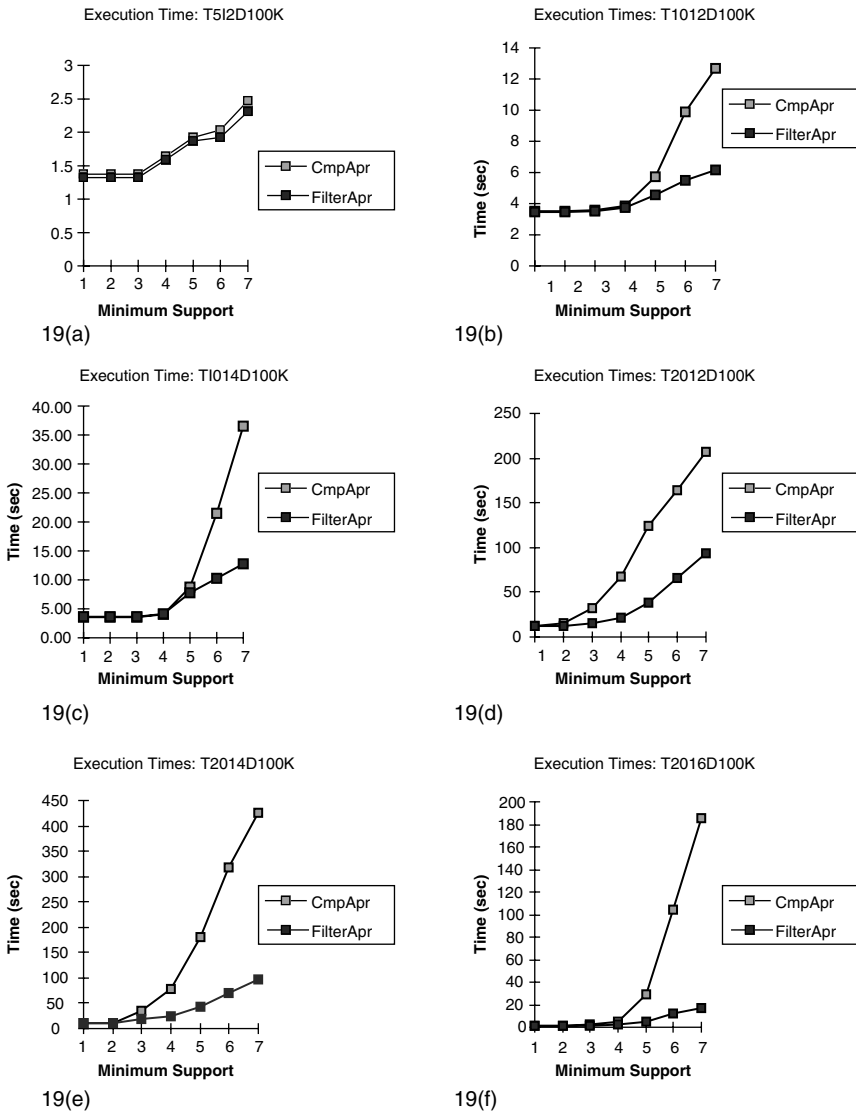 Execution Time: T5I2D100K
3
2.5
2
1.5
1
0.5
0
1 2 3 4 5 6 7
Minimum Support
CmpApr
FilterApr
19(a)
Execution Times: T1012D100K
Time (sec)
14
12
10
8
6
4
2
0
1 2 3 4 5 6 7
Minimum Support
CmpApr
FilterApr
19(b)
Execution Time: TI014D100K
Time (sec)
40.00
35.00
30.00
25.00
20.00
15.00
10.00
5.00
0.00
1 2 3 4 5 6 7
Minimum Support
CmpApr
FilterApr
19(c)
Execution Times: T2012D100K
Time (sec)
250
200
150
100
50
0
1 2 3 4 5 6 7
Minimum Support
CmpApr
FilterApr
19(d)
Execution Times: T2014D100K
Time (sec)
450
400
350
300
250
200
150
100
50
0
1 2 3 4 5 6 7
Minimum Support
CmpApr
FilterApr
19(e)
Execution Times: T2016D100K
Time (sec)
200
180
160
140
120
100
80
60
40
20
0
1 2 3 4 5 6 7
Minimum Support
CmpApr
FilterApr
19(f)